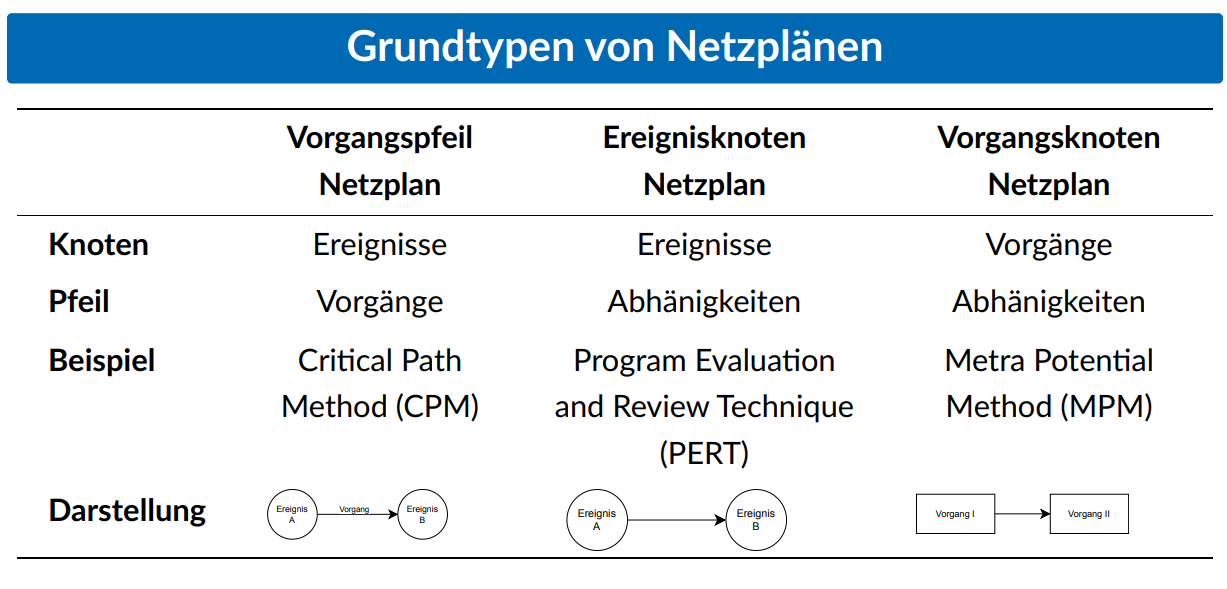 Grundtypen von Netzplänen
Vorgangspfeil Ereignisknoten Vorgangsknoten
Netzplan Netzplan Netzplan
Knoten Ereignisse Ereignisse Vorgänge
Pfeil Vorgänge Abhänigkeiten Abhänigkeiten
Beispiel Critical Path Program Evaluation Metra Potential
Method (CPM) and Review Technique Method (MPM)
(PERT)
Darstellung Ereignis A Vorgang Ereignis B Ereignis A Ereignis B Vorgang I Vorgang II